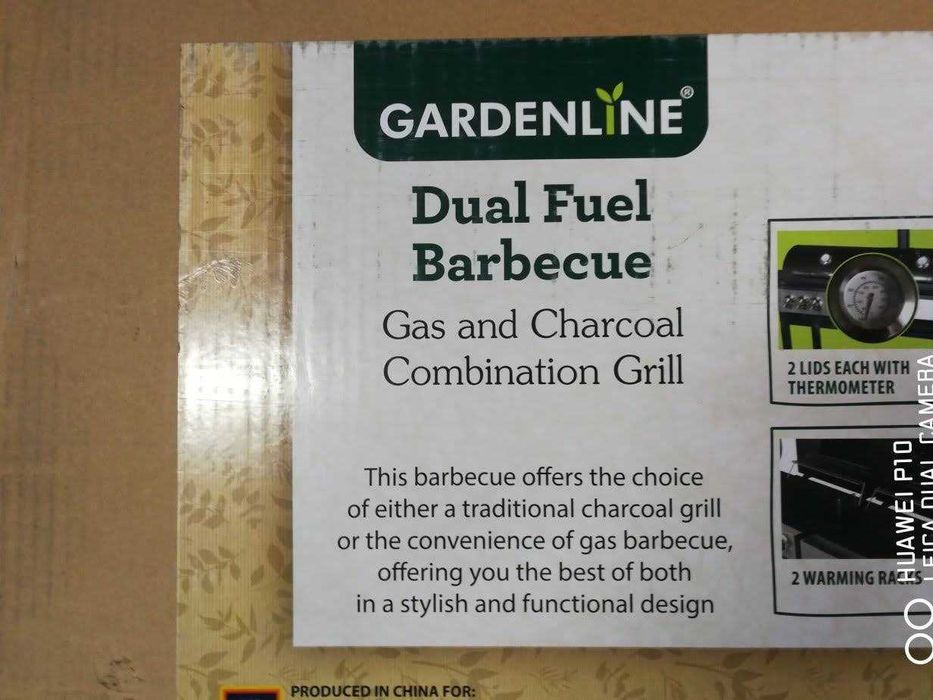 GARDENLINE®
Dual Fuel
Barbecue
Gas and Charcoal
Combination Grill
This barbecue offers the choice
of either a traditional charcoal grill
or the convenience of gas barbecue,
offering you the best of both
in a stylish and functional design
2 LIDS EACH WITH
THERMOMETER
2 WARMING RACKS
PRODUCED IN CHINA FOR:
HUAWEI P10
LEICA DUAL CAMERA